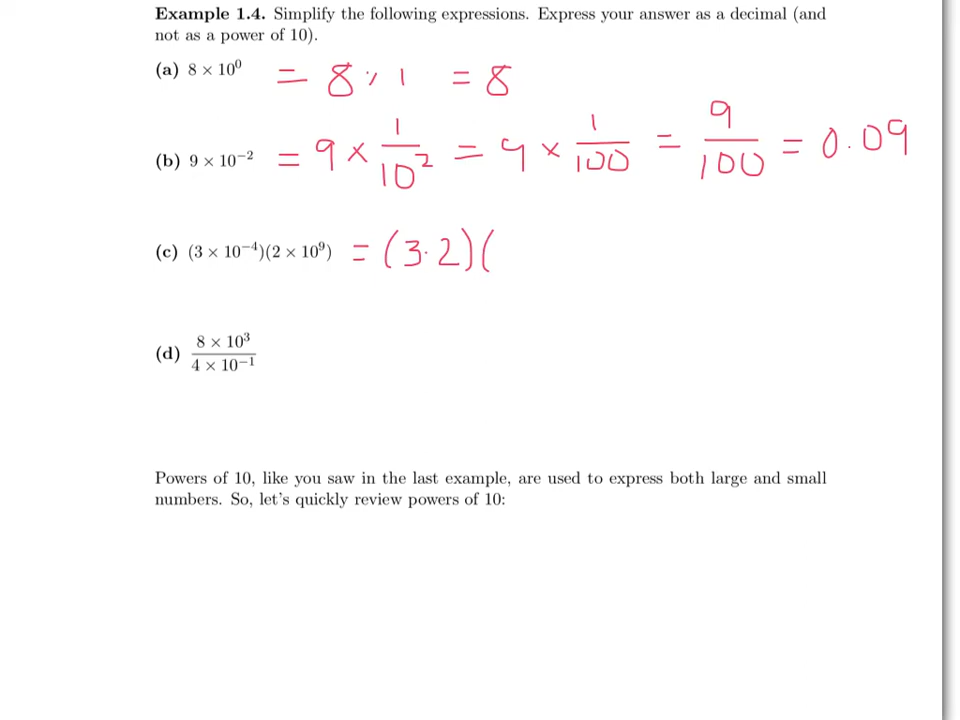 Example 1.4. Simplify the following expressions. Express your answer as a decimal (and
not as a power of 10).
(a) 8 × 10⁰ = 8 × 1 = 8
(b) 9 × 10⁻² = 9 × 1/10² = 9 × 1/100 = 9/100 = 0.09
(c) (3 × 10⁻⁴)(2 × 10⁹) = (3·2)(
(d) 8 × 10³ / 4 × 10⁻¹
Powers of 10, like you saw in the last example, are used to express both large and small
numbers. So, let's quickly review powers of 10: